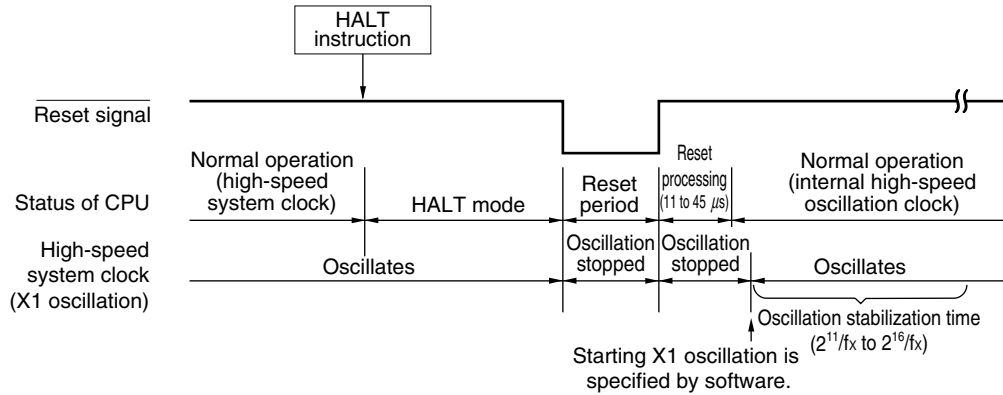 HALT
instruction
Reset signal
Normal operation
(high-speed
system clock)
Reset
processing
(11 to 45 μs)
Normal operation
(internal high-speed
oscillation clock)
Status of CPU
HALT mode
Reset
period
High-speed
system clock
(X1 oscillation)
Oscillates
Oscillation
stopped
Oscillation
stopped
Oscillates
Oscillation stabilization time
(2¹¹/fx to 2¹⁶/fx)
Starting X1 oscillation is
specified by software.